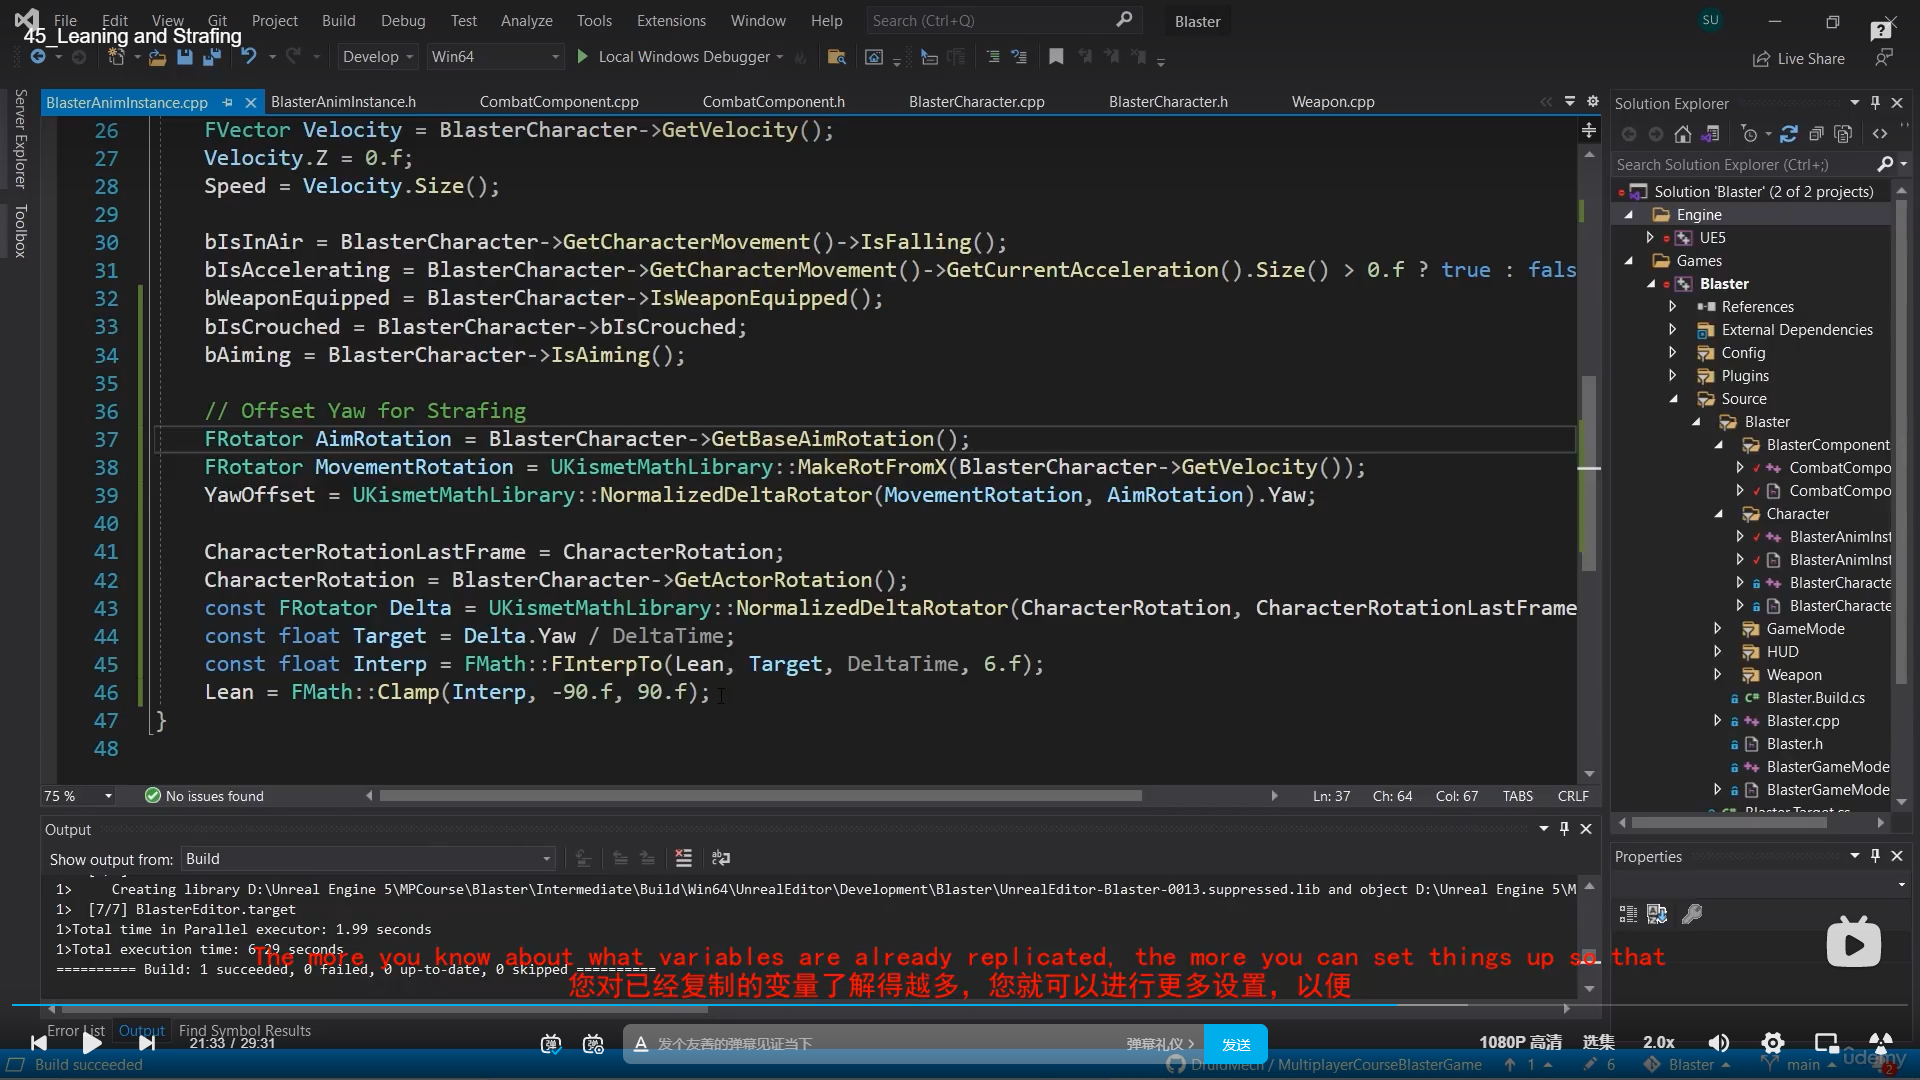 File Edit View Git Project Build Debug Test Analyze Tools Extensions Window Help Search (Ctrl+Q) Blaster SU
45_Leaning and Strafing
Develop Win64 Local Windows Debugger Live Share
Server Explorer
Toolbox
BlasterAnimInstance.cpp BlasterAnimInstance.h CombatComponent.cpp CombatComponent.h BlasterCharacter.cpp BlasterCharacter.h Weapon.cpp
26 FVector Velocity = BlasterCharacter->GetVelocity();
27 Velocity.Z = 0.f;
28 Speed = Velocity.Size();
29
30 bIsInAir = BlasterCharacter->GetCharacterMovement()->IsFalling();
31 bIsAccelerating = BlasterCharacter->GetCharacterMovement()->GetCurrentAcceleration().Size() > 0.f ? true : fals
32 bWeaponEquipped = BlasterCharacter->IsWeaponEquipped();
33 bIsCrouched = BlasterCharacter->bIsCrouched;
34 bAiming = BlasterCharacter->IsAiming();
35
36 // Offset Yaw for Strafing
37 FRotator AimRotation = BlasterCharacter->GetBaseAimRotation();
38 FRotator MovementRotation = UKismetMathLibrary::MakeRotFromX(BlasterCharacter->GetVelocity());
39 YawOffset = UKismetMathLibrary::NormalizedDeltaRotator(MovementRotation, AimRotation).Yaw;
40
41 CharacterRotationLastFrame = CharacterRotation;
42 CharacterRotation = BlasterCharacter->GetActorRotation();
43 const FRotator Delta = UKismetMathLibrary::NormalizedDeltaRotator(CharacterRotation, CharacterRotationLastFrame
44 const float Target = Delta.Yaw / DeltaTime;
45 const float Interp = FMath::FInterpTo(Lean, Target, DeltaTime, 6.f);
46 Lean = FMath::Clamp(Interp, -90.f, 90.f);
47 }
48
75 % No issues found Ln: 37 Ch: 64 Col: 67 TABS CRLF
Output
Show output from: Build
1> Creating library D:\Unreal Engine 5\MPCourse\Blaster\Intermediate\Build\Win64\UnrealEditor\Development\Blaster\UnrealEditor-Blaster-0013.suppressed.lib and object D:\Unreal Engine 5\M
1> [7/7] BlasterEditor.target
1>Total time in Parallel executor: 1.99 seconds
1>Total execution time: 6.29 seconds
========== Build: 1 succeeded, 0 failed, 0 up-to-date, 0 skipped ==========
The more you know about what variables are already replicated, the more you can set things up so that
您对已经复制的变量了解得越多，您就可以进行更多设置，以便
Error List Output Find Symbol Results
21:33 / 29:31
发个友善的弹幕见证当下 弹幕礼仪 > 发送
1080P 高清 选集 2.0x
Build succeeded DruidMech / MultiplayerCourseBlasterGame 1 6 Blaster main 2
udemy
Solution Explorer
Search Solution Explorer (Ctrl+;)
Solution 'Blaster' (2 of 2 projects)
Engine
UE5
Games
Blaster
References
External Dependencies
Config
Plugins
Source
Blaster
BlasterComponent
CombatCompo
CombatCompo
Character
BlasterAnimInst
BlasterAnimInst
BlasterCharacte
BlasterCharacte
GameMode
HUD
Weapon
Blaster.Build.cs
Blaster.cpp
Blaster.h
BlasterGameMode
BlasterGameMode
Blaster.Target.cs
Properties